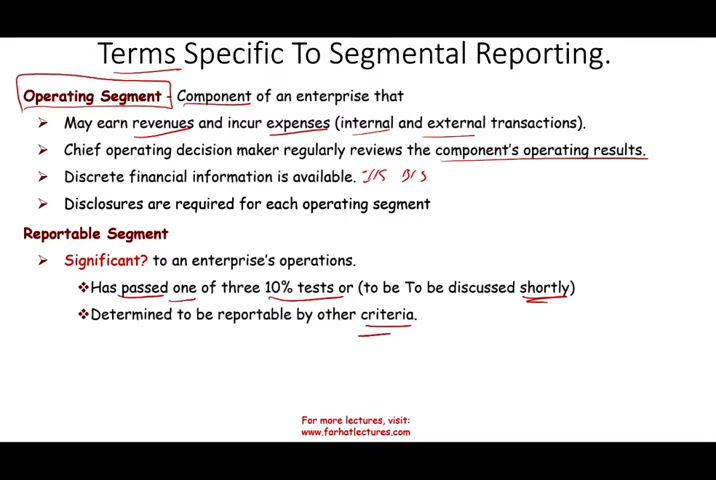 Terms Specific To Segmental Reporting.
Operating Segment - Component of an enterprise that
➢ May earn revenues and incur expenses (internal and external transactions).
➢ Chief operating decision maker regularly reviews the component's operating results.
➢ Discrete financial information is available. I/S B/S
➢ Disclosures are required for each operating segment
Reportable Segment
➢ Significant? to an enterprise's operations.
❖Has passed one of three 10% tests or (to be To be discussed shortly)
❖Determined to be reportable by other criteria.
For more lectures, visit:
www.farhatlectures.com